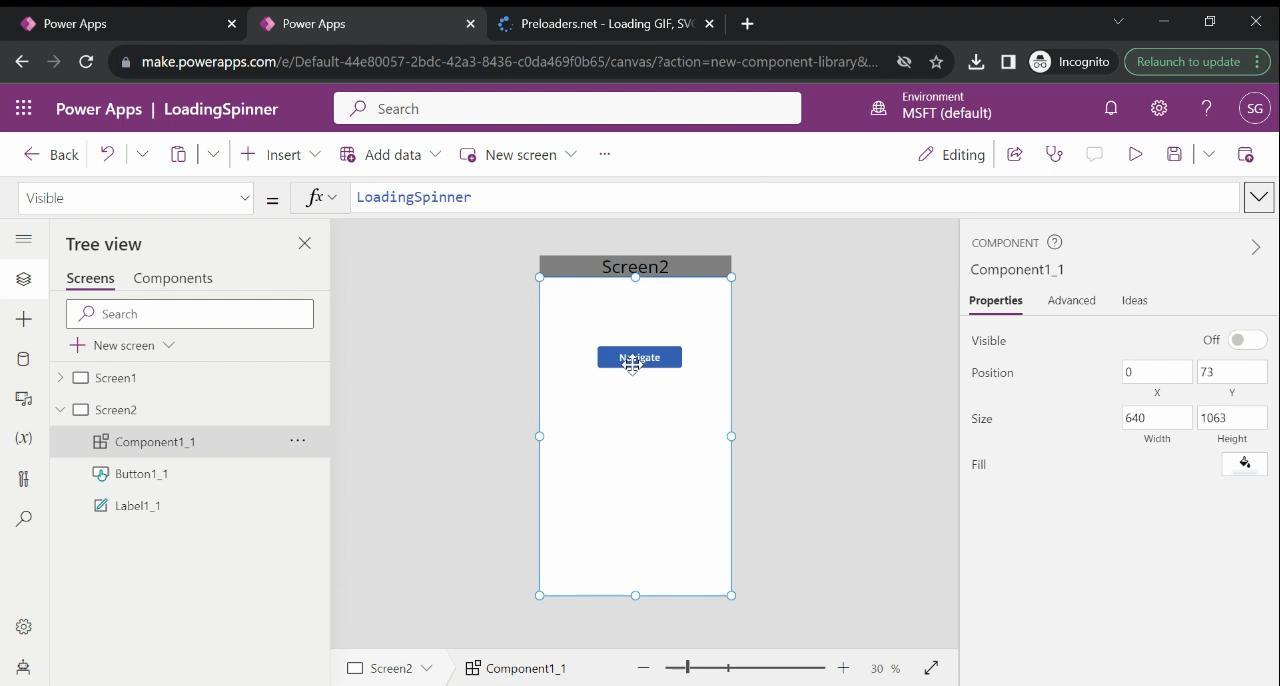 Power Apps
Power Apps
Preloaders.net - Loading GIF, SV
make.powerapps.com/e/Default-44e80057-2bdc-42a3-8436-c0da469f0b65/canvas/?action=new-component-library&...
Incognito
Relaunch to update
Power Apps | LoadingSpinner
Search
Environment
MSFT (default)
SG
Back
Insert
Add data
New screen
Editing
Visible
=
fx
LoadingSpinner
Tree view
Screens
Components
Search
New screen
Screen1
Screen2
Component1_1
Button1_1
Label1_1
Screen2
Navigate
COMPONENT
Component1_1
Properties
Advanced
Ideas
Visible
Off
Position
0
73
X
Y
Size
640
1063
Width
Height
Fill
Screen2
Component1_1
30 %